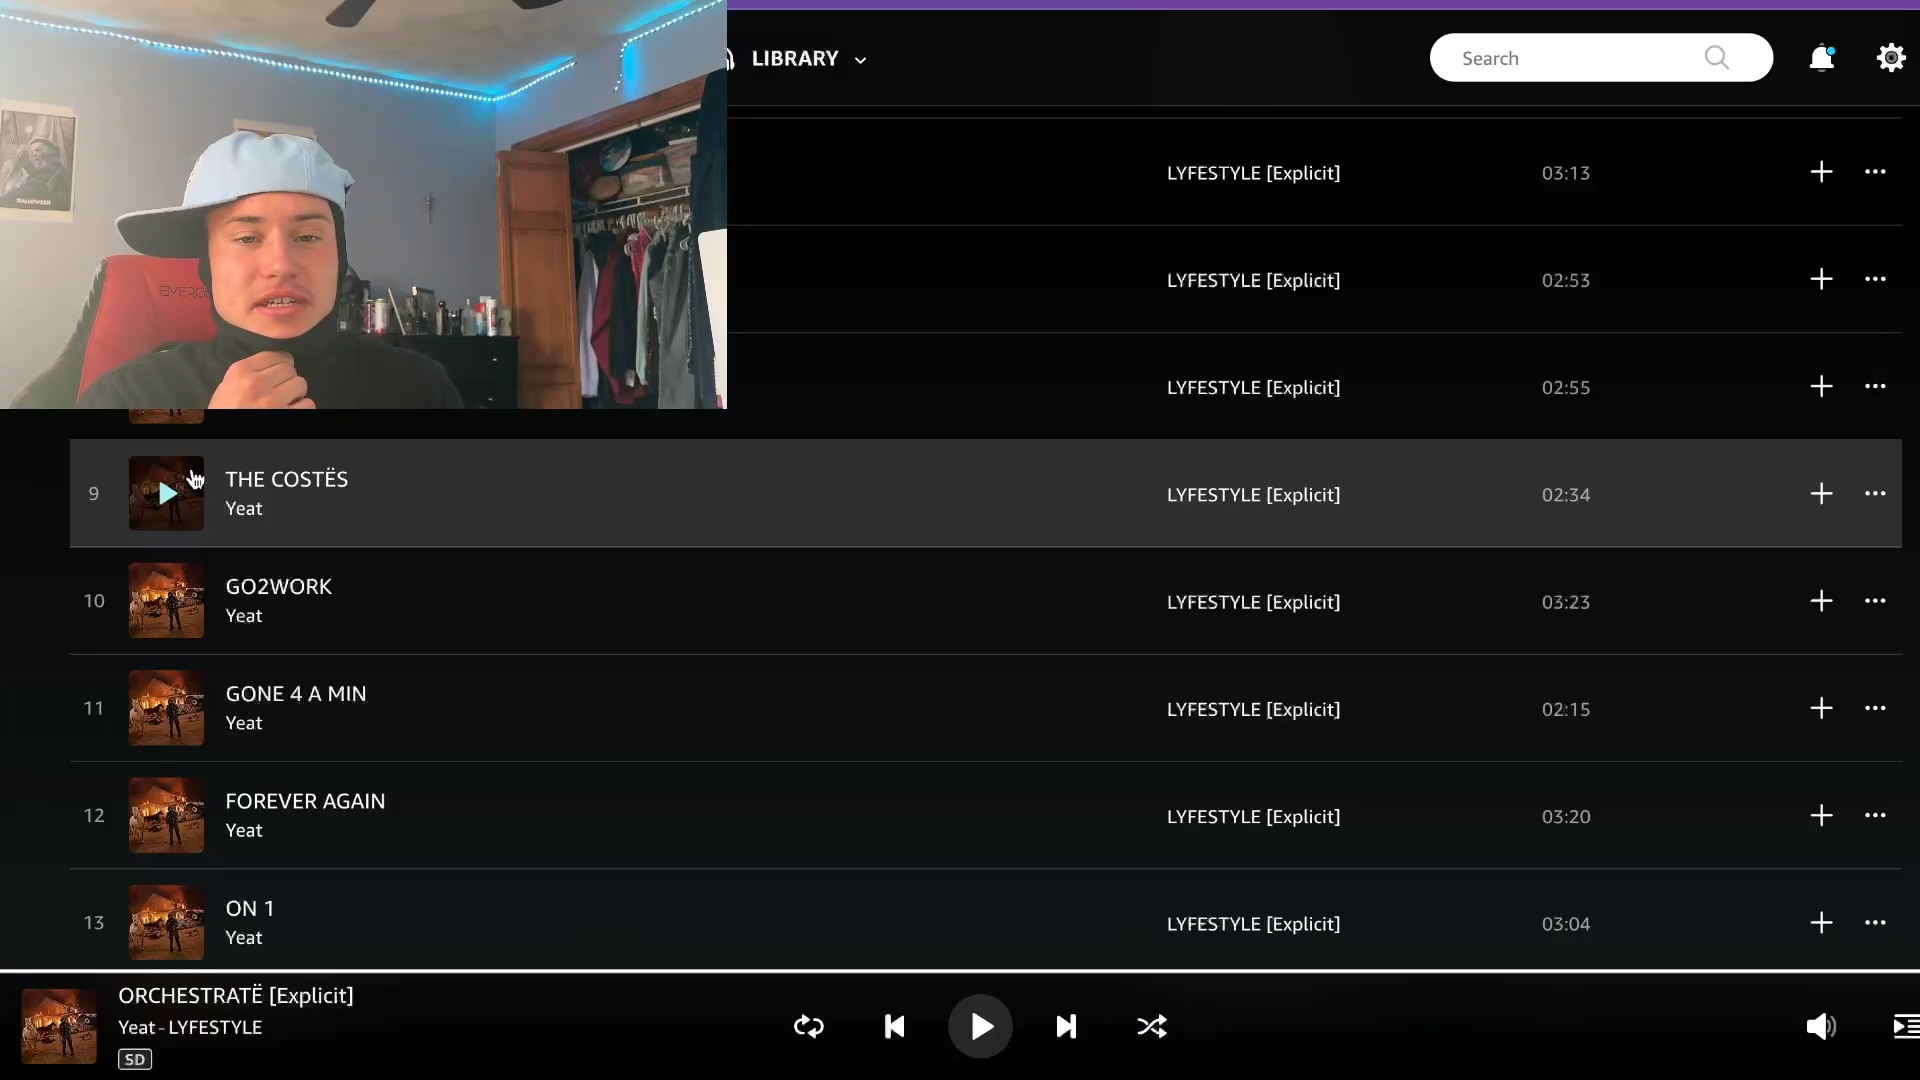 LIBRARY
Search
HALLOWEEN
LYFESTYLE [Explicit]
03:13
LYFESTYLE [Explicit]
02:53
LYFESTYLE [Explicit]
02:55
9
THE COSTËS
Yeat
LYFESTYLE [Explicit]
02:34
10
GO2WORK
Yeat
LYFESTYLE [Explicit]
03:23
11
GONE 4 A MIN
Yeat
LYFESTYLE [Explicit]
02:15
12
FOREVER AGAIN
Yeat
LYFESTYLE [Explicit]
03:20
13
ON 1
Yeat
LYFESTYLE [Explicit]
03:04
ORCHESTRATË [Explicit]
Yeat - LYFESTYLE
SD